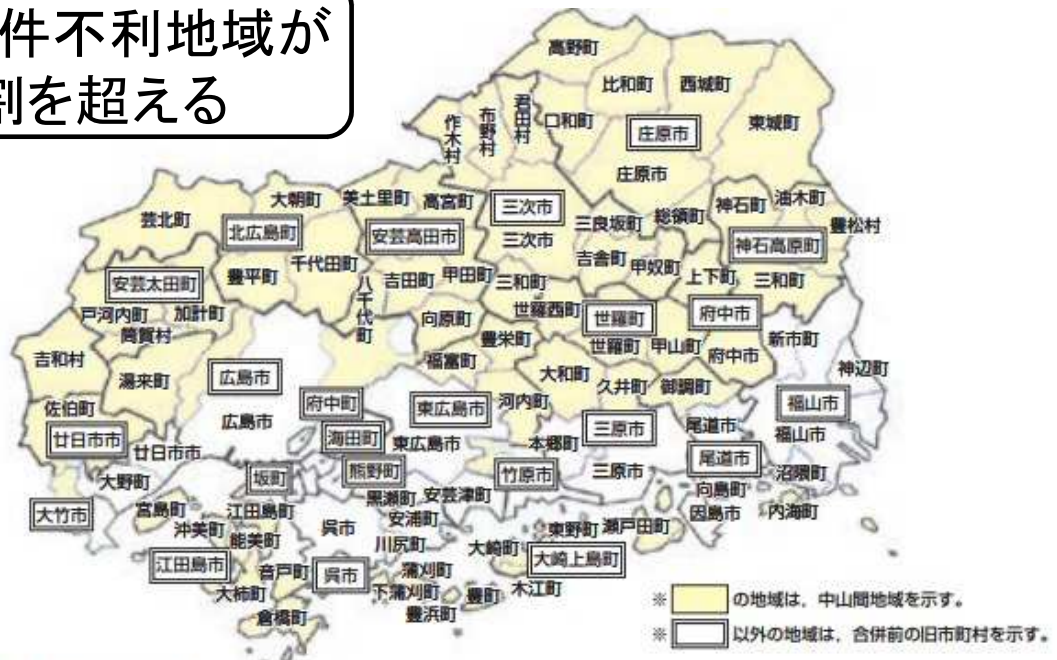 件不利地域が
割を超える
高野町
比和町
西城町
君田村
布野村
作木村
口和町
庄原市
東城町
庄原市
大朝町
美土里町
高宮町
三次市
三良坂町
総領町
神石町
油木町
芸北町
北広島町
安芸高田市
三次市
神石高原町
豊松村
安芸太田町
豊平町
千代田町
八千代町
吉田町
甲田町
三和町
吉舎町
甲奴町
上下町
三和町
戸河内町
加計町
筒賀村
向原町
世羅西町
世羅町
府中市
吉和村
湯来町
豊栄町
世羅町
甲山町
府中市
新市町
福富町
大和町
久井町
御調町
神辺町
広島市
佐伯町
府中町
東広島市
河内町
福山市
広島市
三原市
尾道市
福山市
廿日市市
廿日市市
海田町
東広島市
本郷町
尾道市
大野町
坂町
熊野町
竹原市
三原市
沼隈町
向島町
黒瀬町
安芸津町
大竹市
宮島町
江田島町
因島市
内海町
沖美町
呉市
安浦町
東野町
瀬戸田町
能美町
川尻町
大崎町
江田島市
音戸町
呉市
蒲刈町
大崎上島町
大柿町
下蒲刈町
豊町
木江町
倉橋町
豊浜町
※ の地域は、中山間地域を示す。
※ 以外の地域は、合併前の旧市町村を示す。